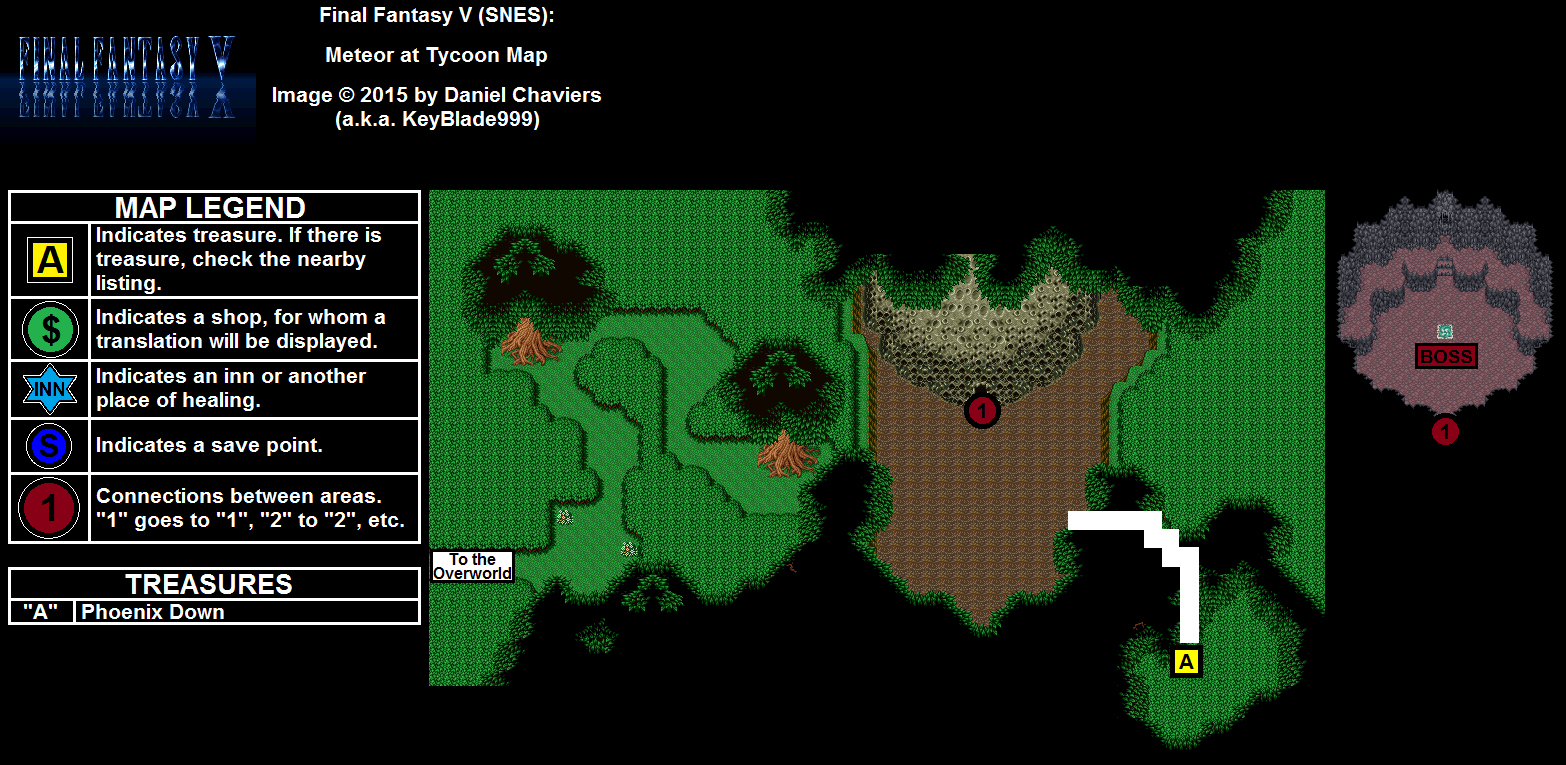 Final Fantasy V (SNES):
Meteor at Tycoon Map
Image © 2015 by Daniel Chaviers
(a.k.a. KeyBlade999)
FINAL FANTASY V
MAP LEGEND
A
Indicates treasure. If there is
treasure, check the nearby
listing.
$
Indicates a shop, for whom a
translation will be displayed.
INN
Indicates an inn or another
place of healing.
S
Indicates a save point.
1
Connections between areas.
"1" goes to "1", "2" to "2", etc.
TREASURES
"A" Phoenix Down
To the
Overworld
1
A
BOSS
1